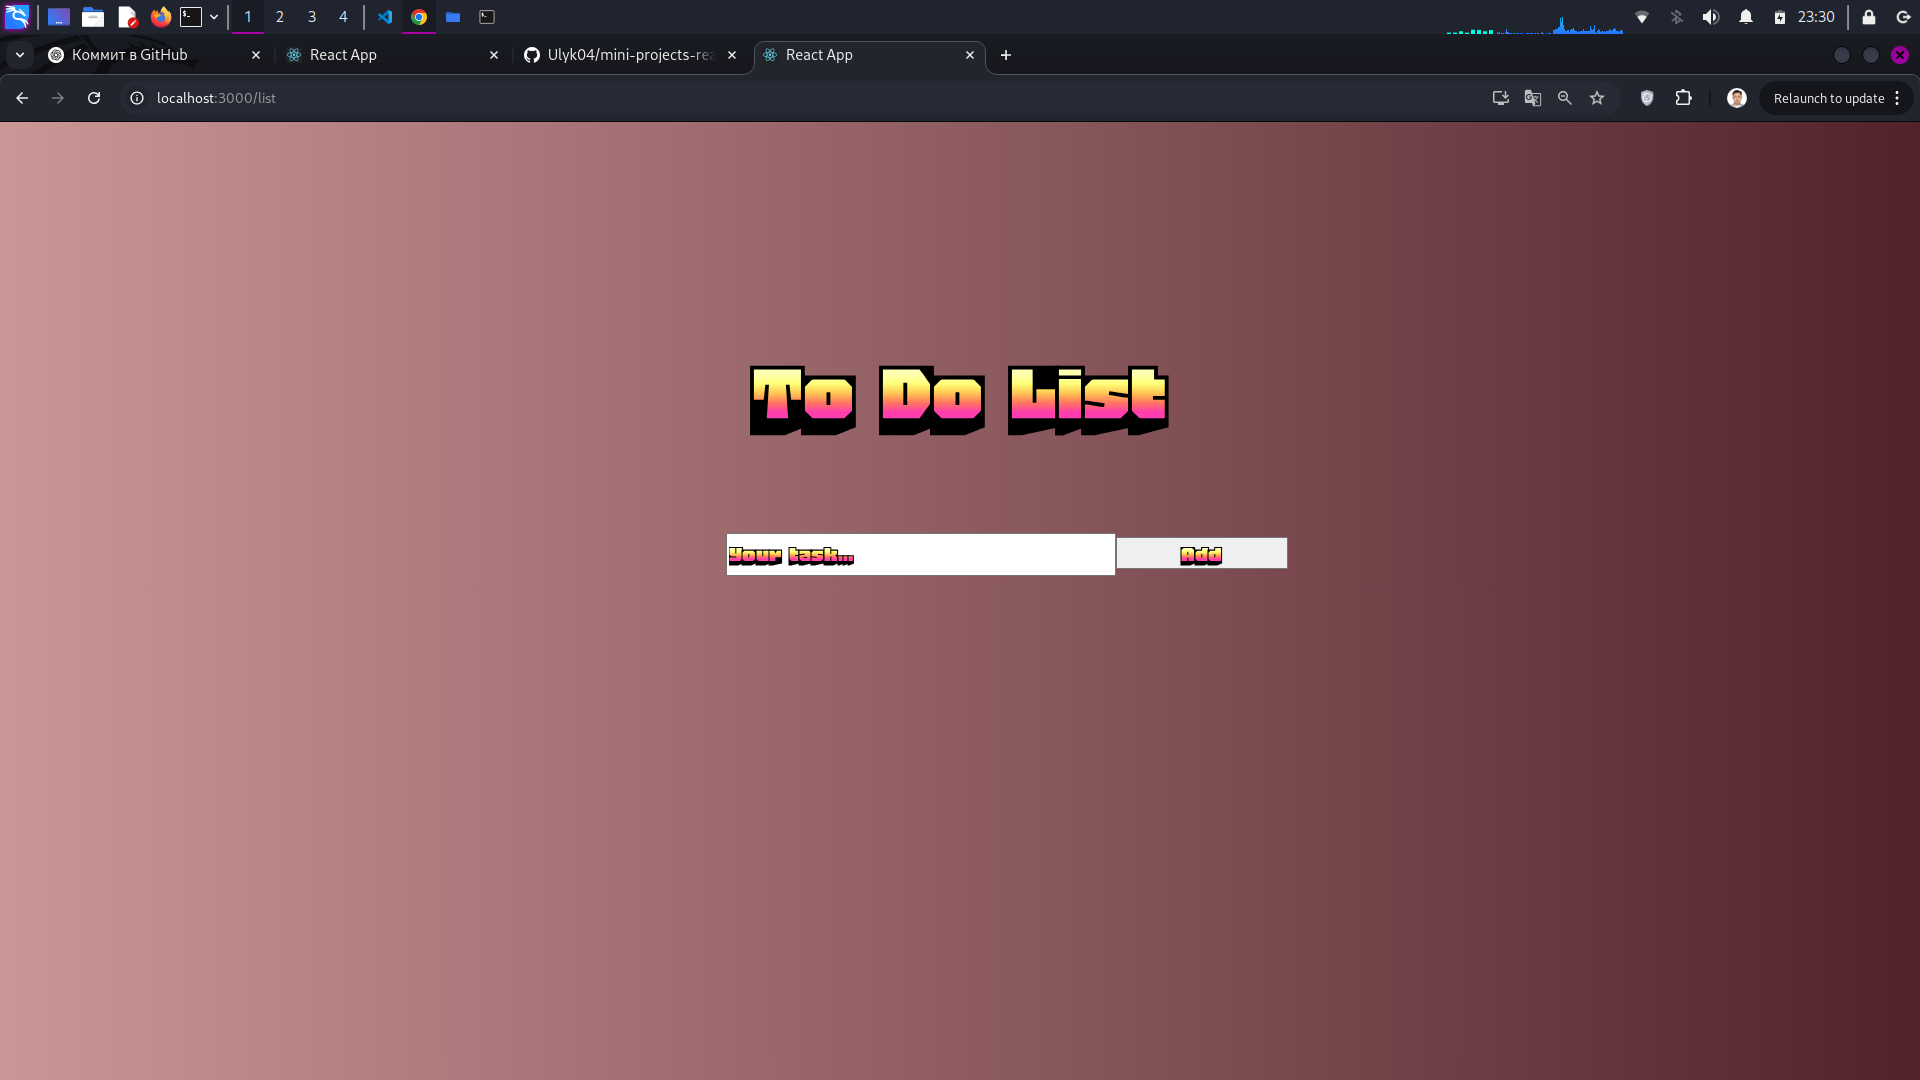 1 2 3 4 23:30
Коммит в GitHub React App Ulyk04/mini-projects-rea React App
localhost:3000/list Relaunch to update
To Do List
Your task... Add